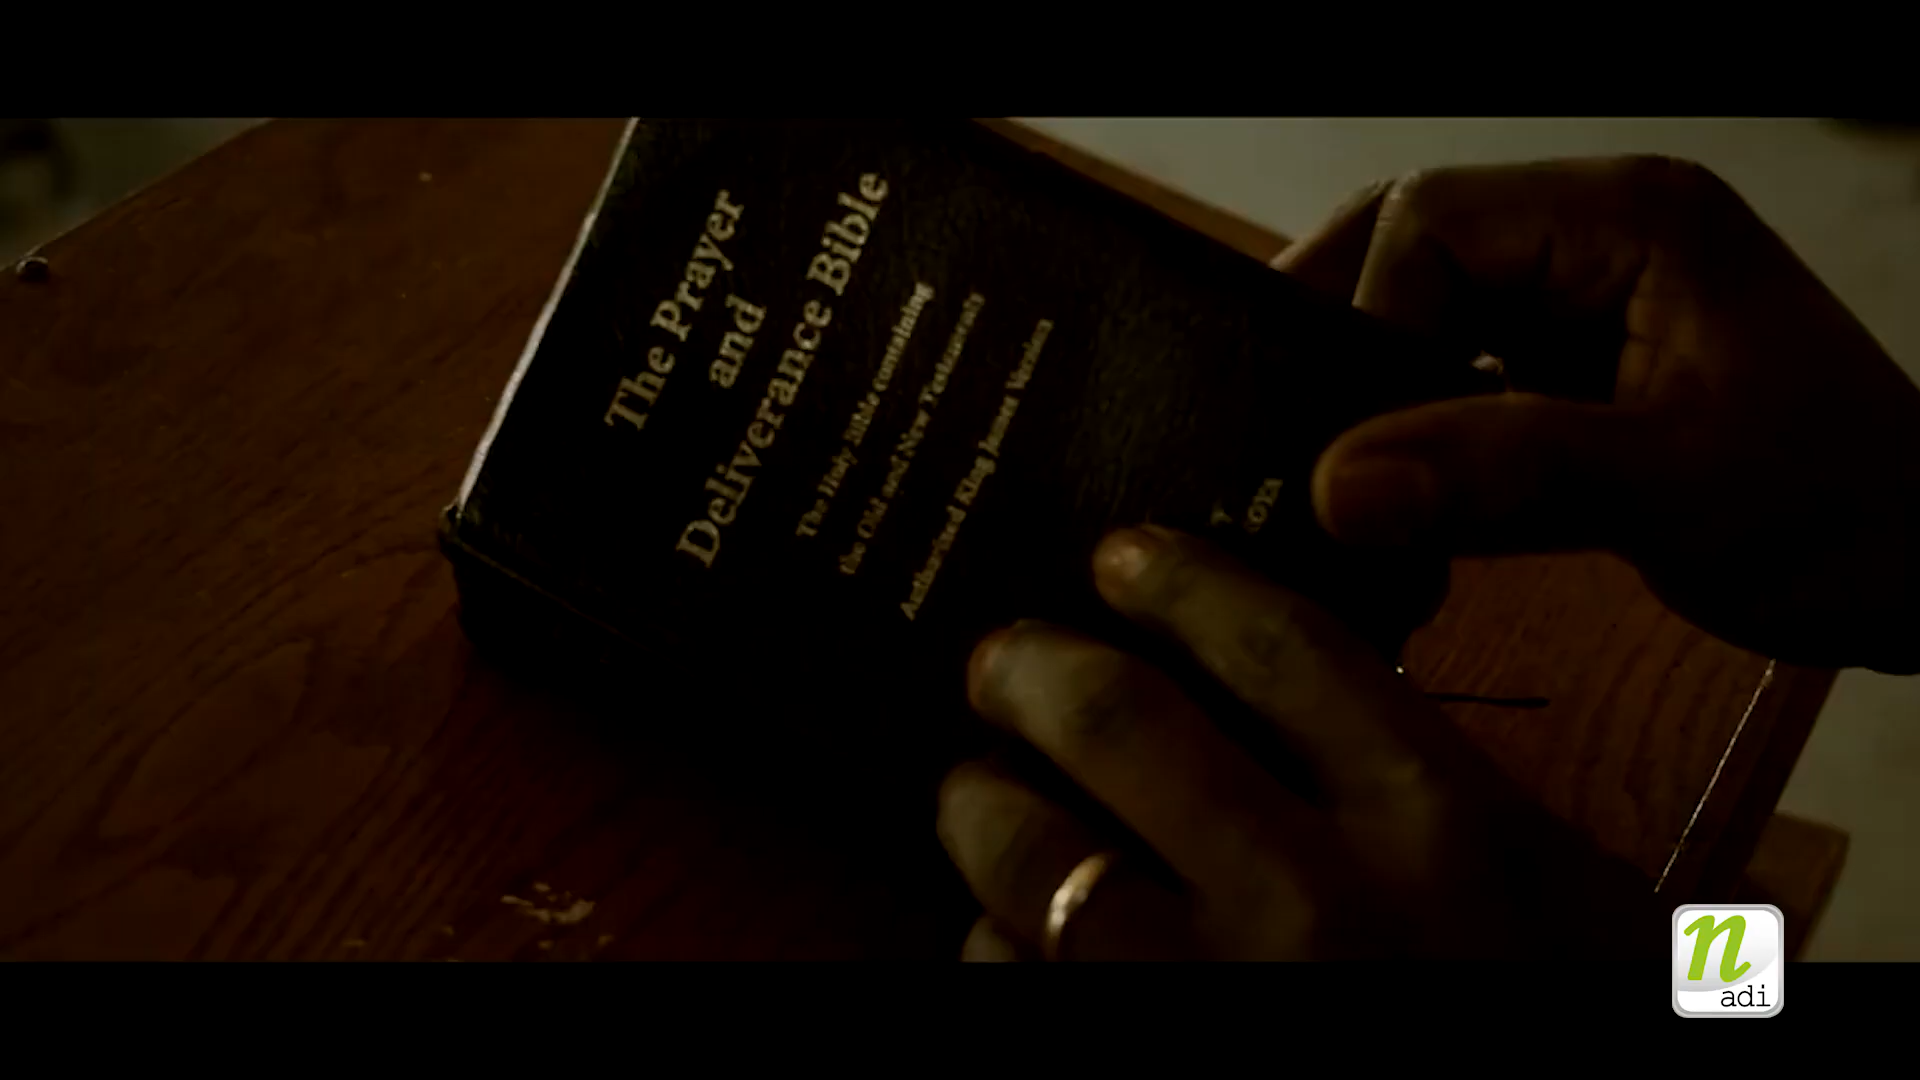 The Prayer
and
Deliverance Bible
The Holy Bible containing
the Old and New Testaments
Authorised King James Version
n
adi